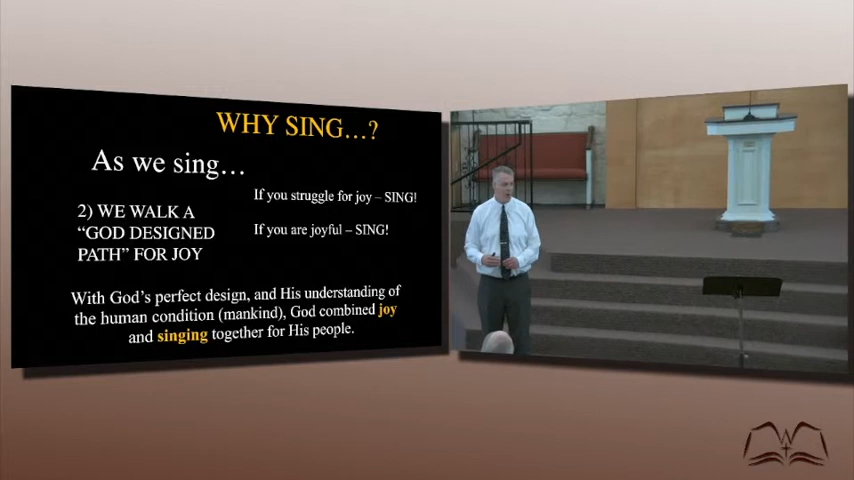 WHY SING…?
As we sing…
If you struggle for joy – SING!
2) WE WALK A
“GOD DESIGNED
If you are joyful – SING!
PATH” FOR JOY
With God’s perfect design, and His understanding of
the human condition (mankind), God combined joy
and singing together for His people.